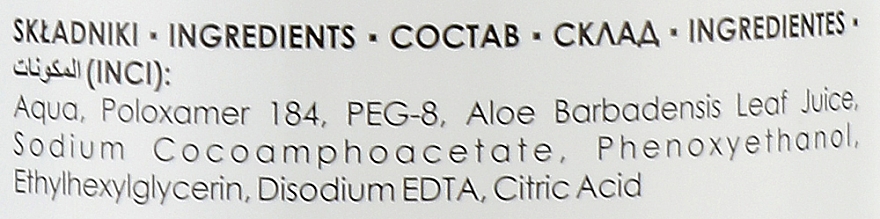 SKŁADNIKI · INGREDIENTS · СОСТАВ · СКЛАД · INGREDIENTES ·
المكونات (INCI):
Aqua, Poloxamer 184, PEG-8, Aloe Barbadensis Leaf Juice,
Sodium Cocoamphoacetate, Phenoxyethanol,
Ethylhexylglycerin, Disodium EDTA, Citric Acid